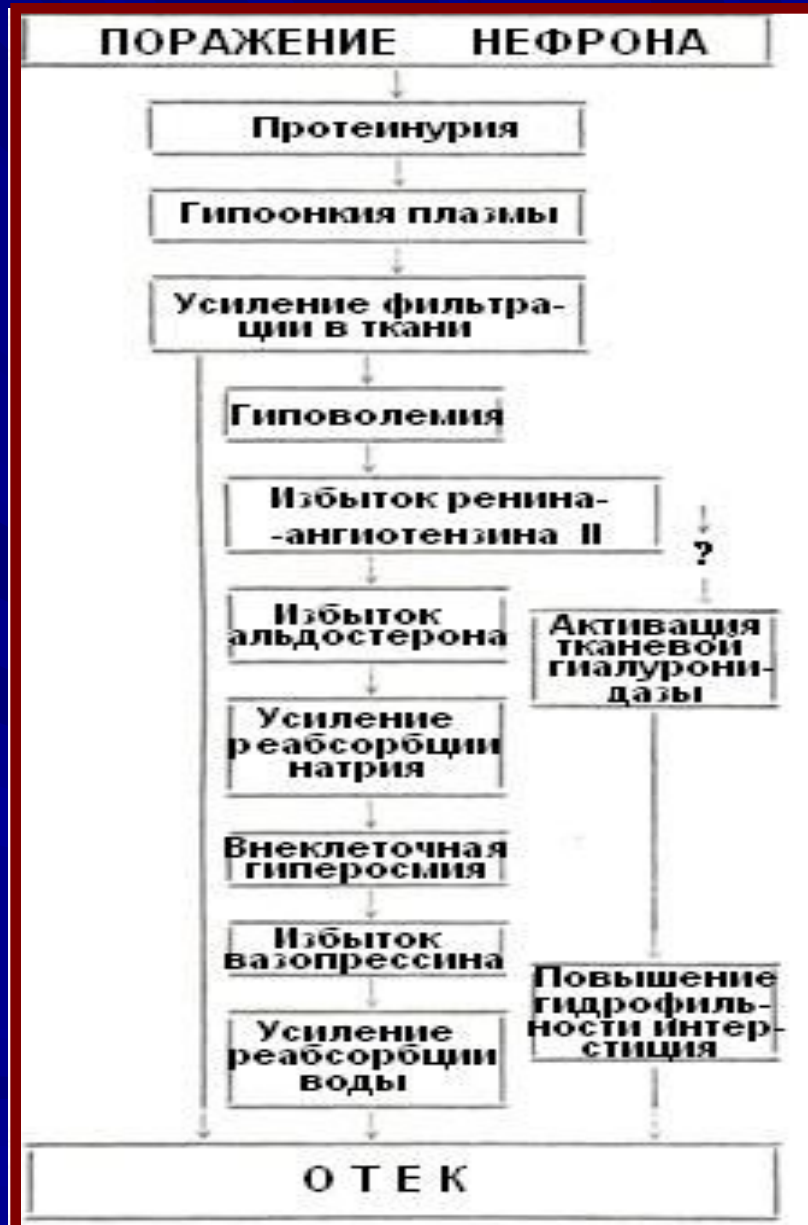 ПОРАЖЕНИЕ НЕФРОНА
Протеинурия
Гипоонкия плазмы
Усиление фильтра-
ции в ткани
Гиповолемия
Избыток ренина-
-ангиотензина II
?
Избыток
альдостерона
Активация
тканевой
гиалурони-
дазы
Усиление
реабсорбции
натрия
Внеклеточная
гиперосмия
Избыток
вазопрессина
Повышение
гидрофиль-
ности интер-
стиция
Усиление
реабсорбции
воды
ОТЕК